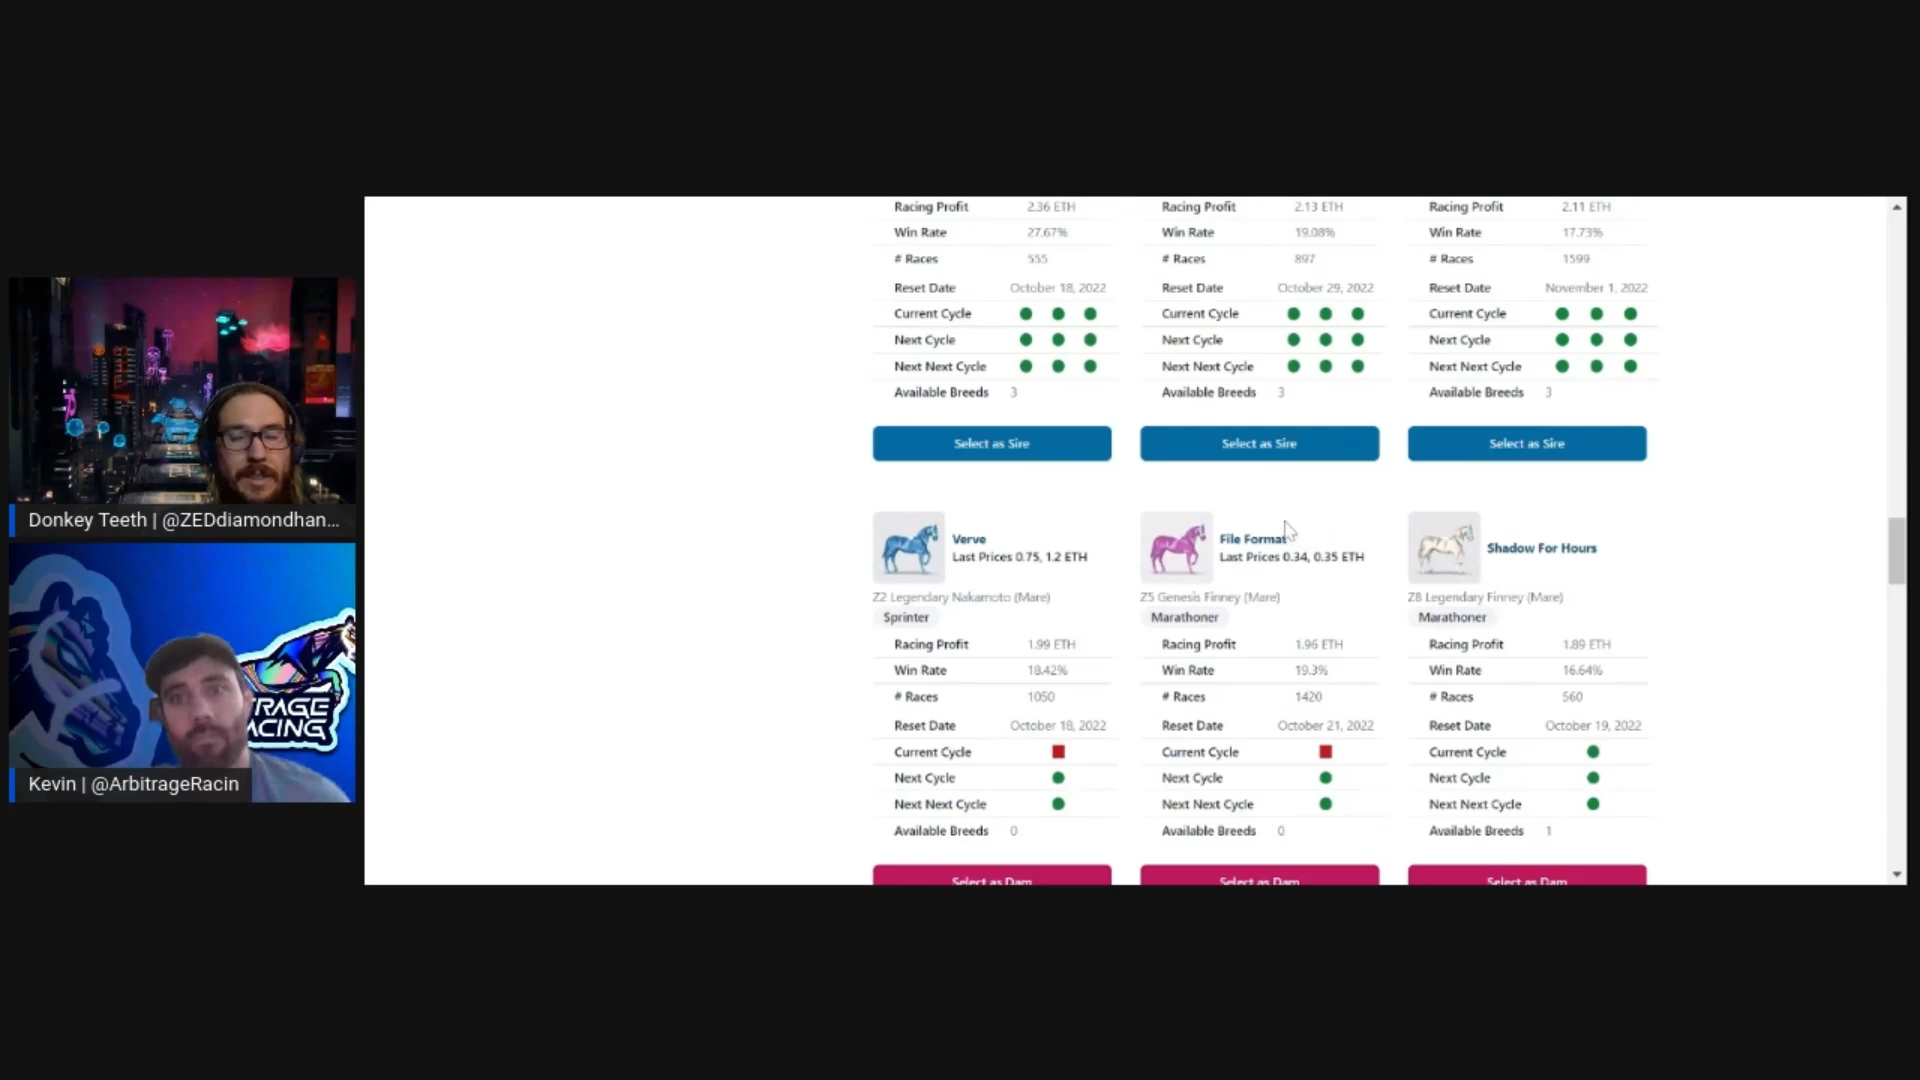 Racing Profit 2.36 ETH Racing Profit 2.13 ETH Racing Profit 2.11 ETH
Win Rate 27.67% Win Rate 19.08% Win Rate 17.73%
# Races 555 # Races 897 # Races 1599
Reset Date October 18, 2022 Reset Date October 29, 2022 Reset Date November 1, 2022
Current Cycle Current Cycle Current Cycle
Next Cycle Next Cycle Next Cycle
Next Next Cycle Next Next Cycle Next Next Cycle
Available Breeds 3 Available Breeds 3 Available Breeds 3
Select as Sire Select as Sire Select as Sire
Verve File Format Shadow For Hours
Last Prices 0.75, 1.2 ETH Last Prices 0.34, 0.35 ETH
Z2 Legendary Nakamoto (Mare) Z5 Genesis Finney (Mare) Z8 Legendary Finney (Mare)
Sprinter Marathoner Marathoner
Racing Profit 1.99 ETH Racing Profit 1.96 ETH Racing Profit 1.89 ETH
Win Rate 18.42% Win Rate 19.3% Win Rate 16.64%
# Races 1050 # Races 1420 # Races 560
Reset Date October 18, 2022 Reset Date October 21, 2022 Reset Date October 19, 2022
Current Cycle Current Cycle Current Cycle
Next Cycle Next Cycle Next Cycle
Next Next Cycle Next Next Cycle Next Next Cycle
Available Breeds 0 Available Breeds 0 Available Breeds 1
Select as Dam Select as Dam Select as Dam
Donkey Teeth | @ZEDdiamondhan...
RAGE
ACING
Kevin | @ArbitrageRacin